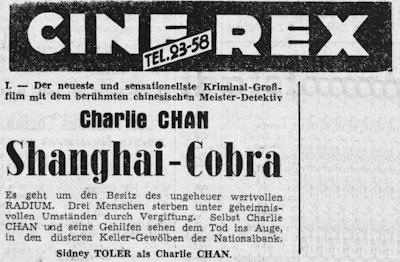 CINE REX
TEL. 23-58
I. — Der neueste und sensationellste Kriminal-Groß-
film mit dem berühmten chinesischen Meister-Detektiv
Charlie CHAN
Shanghai-Cobra
Es geht um den Besitz des ungeheuer wertvollen
RADIUM. Drei Menschen sterben unter geheimnis-
vollen Umständen durch Vergiftung. Selbst Charlie
CHAN und seine Gehilfen sehen dem Tod ins Auge,
in den düsteren Keller-Gewölben der Nationalbank.
Sidney TOLER als Charlie CHAN.